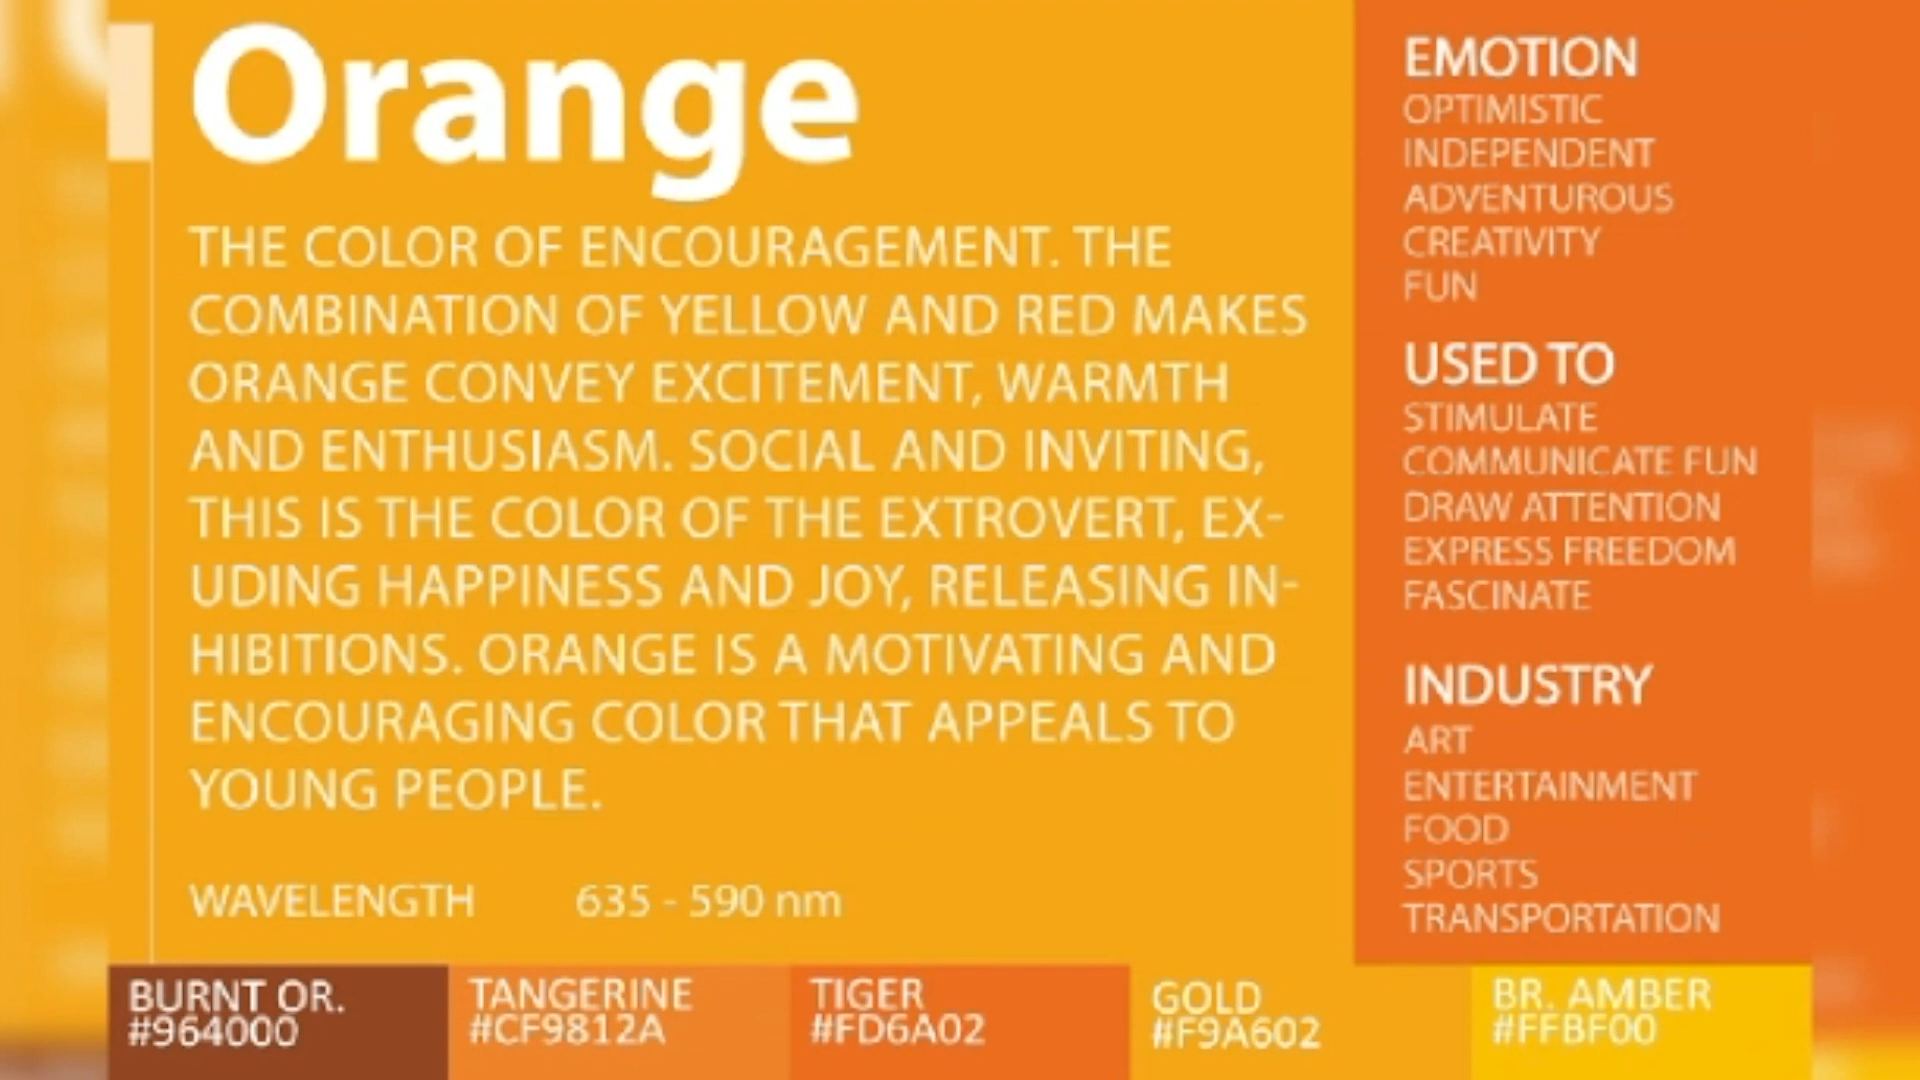 Orange
THE COLOR OF ENCOURAGEMENT. THE
COMBINATION OF YELLOW AND RED MAKES
ORANGE CONVEY EXCITEMENT, WARMTH
AND ENTHUSIASM. SOCIAL AND INVITING,
THIS IS THE COLOR OF THE EXTROVERT, EX-
UDING HAPPINESS AND JOY, RELEASING IN-
HIBITIONS. ORANGE IS A MOTIVATING AND
ENCOURAGING COLOR THAT APPEALS TO
YOUNG PEOPLE.
WAVELENGTH 635 - 590 nm
EMOTION
OPTIMISTIC
INDEPENDENT
ADVENTUROUS
CREATIVITY
FUN
USED TO
STIMULATE
COMMUNICATE FUN
DRAW ATTENTION
EXPRESS FREEDOM
FASCINATE
INDUSTRY
ART
ENTERTAINMENT
FOOD
SPORTS
TRANSPORTATION
BURNT OR.
#964000
TANGERINE
#CF9812A
TIGER
#FD6A02
GOLD
#F9A602
BR. AMBER
#FFBF00